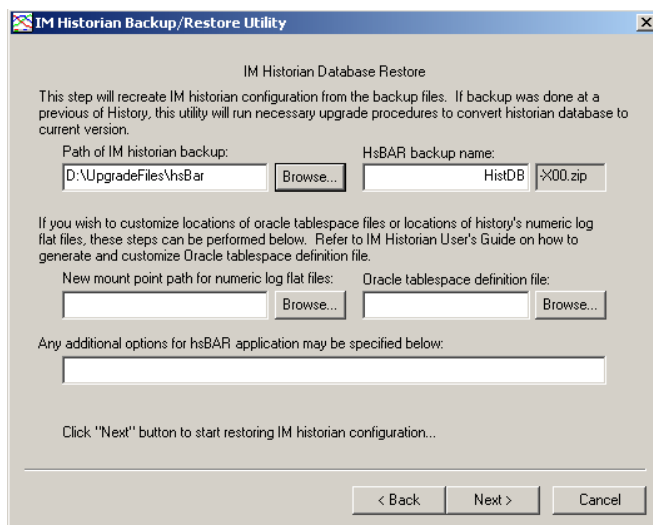 IM Historian Backup/Restore Utility
IM Historian Database Restore
This step will recreate IM historian configuration from the backup files. If backup was done at a
previous of History, this utility will run necessary upgrade procedures to convert historian database to
current version.
Path of IM historian backup:
HsBAR backup name:
D:\UpgradeFiles\hsBar
Browse...
HistDB
-X00.zip
If you wish to customize locations of oracle tablespace files or locations of history's numeric log
flat files, these steps can be performed below. Refer to IM Historian User's Guide on how to
generate and customize Oracle tablespace definition file.
New mount point path for numeric log flat files:
Oracle tablespace definition file:
Browse...
Browse...
Any additional options for hsBAR application may be specified below:
Click "Next" button to start restoring IM historian configuration...
< Back
Next >
Cancel